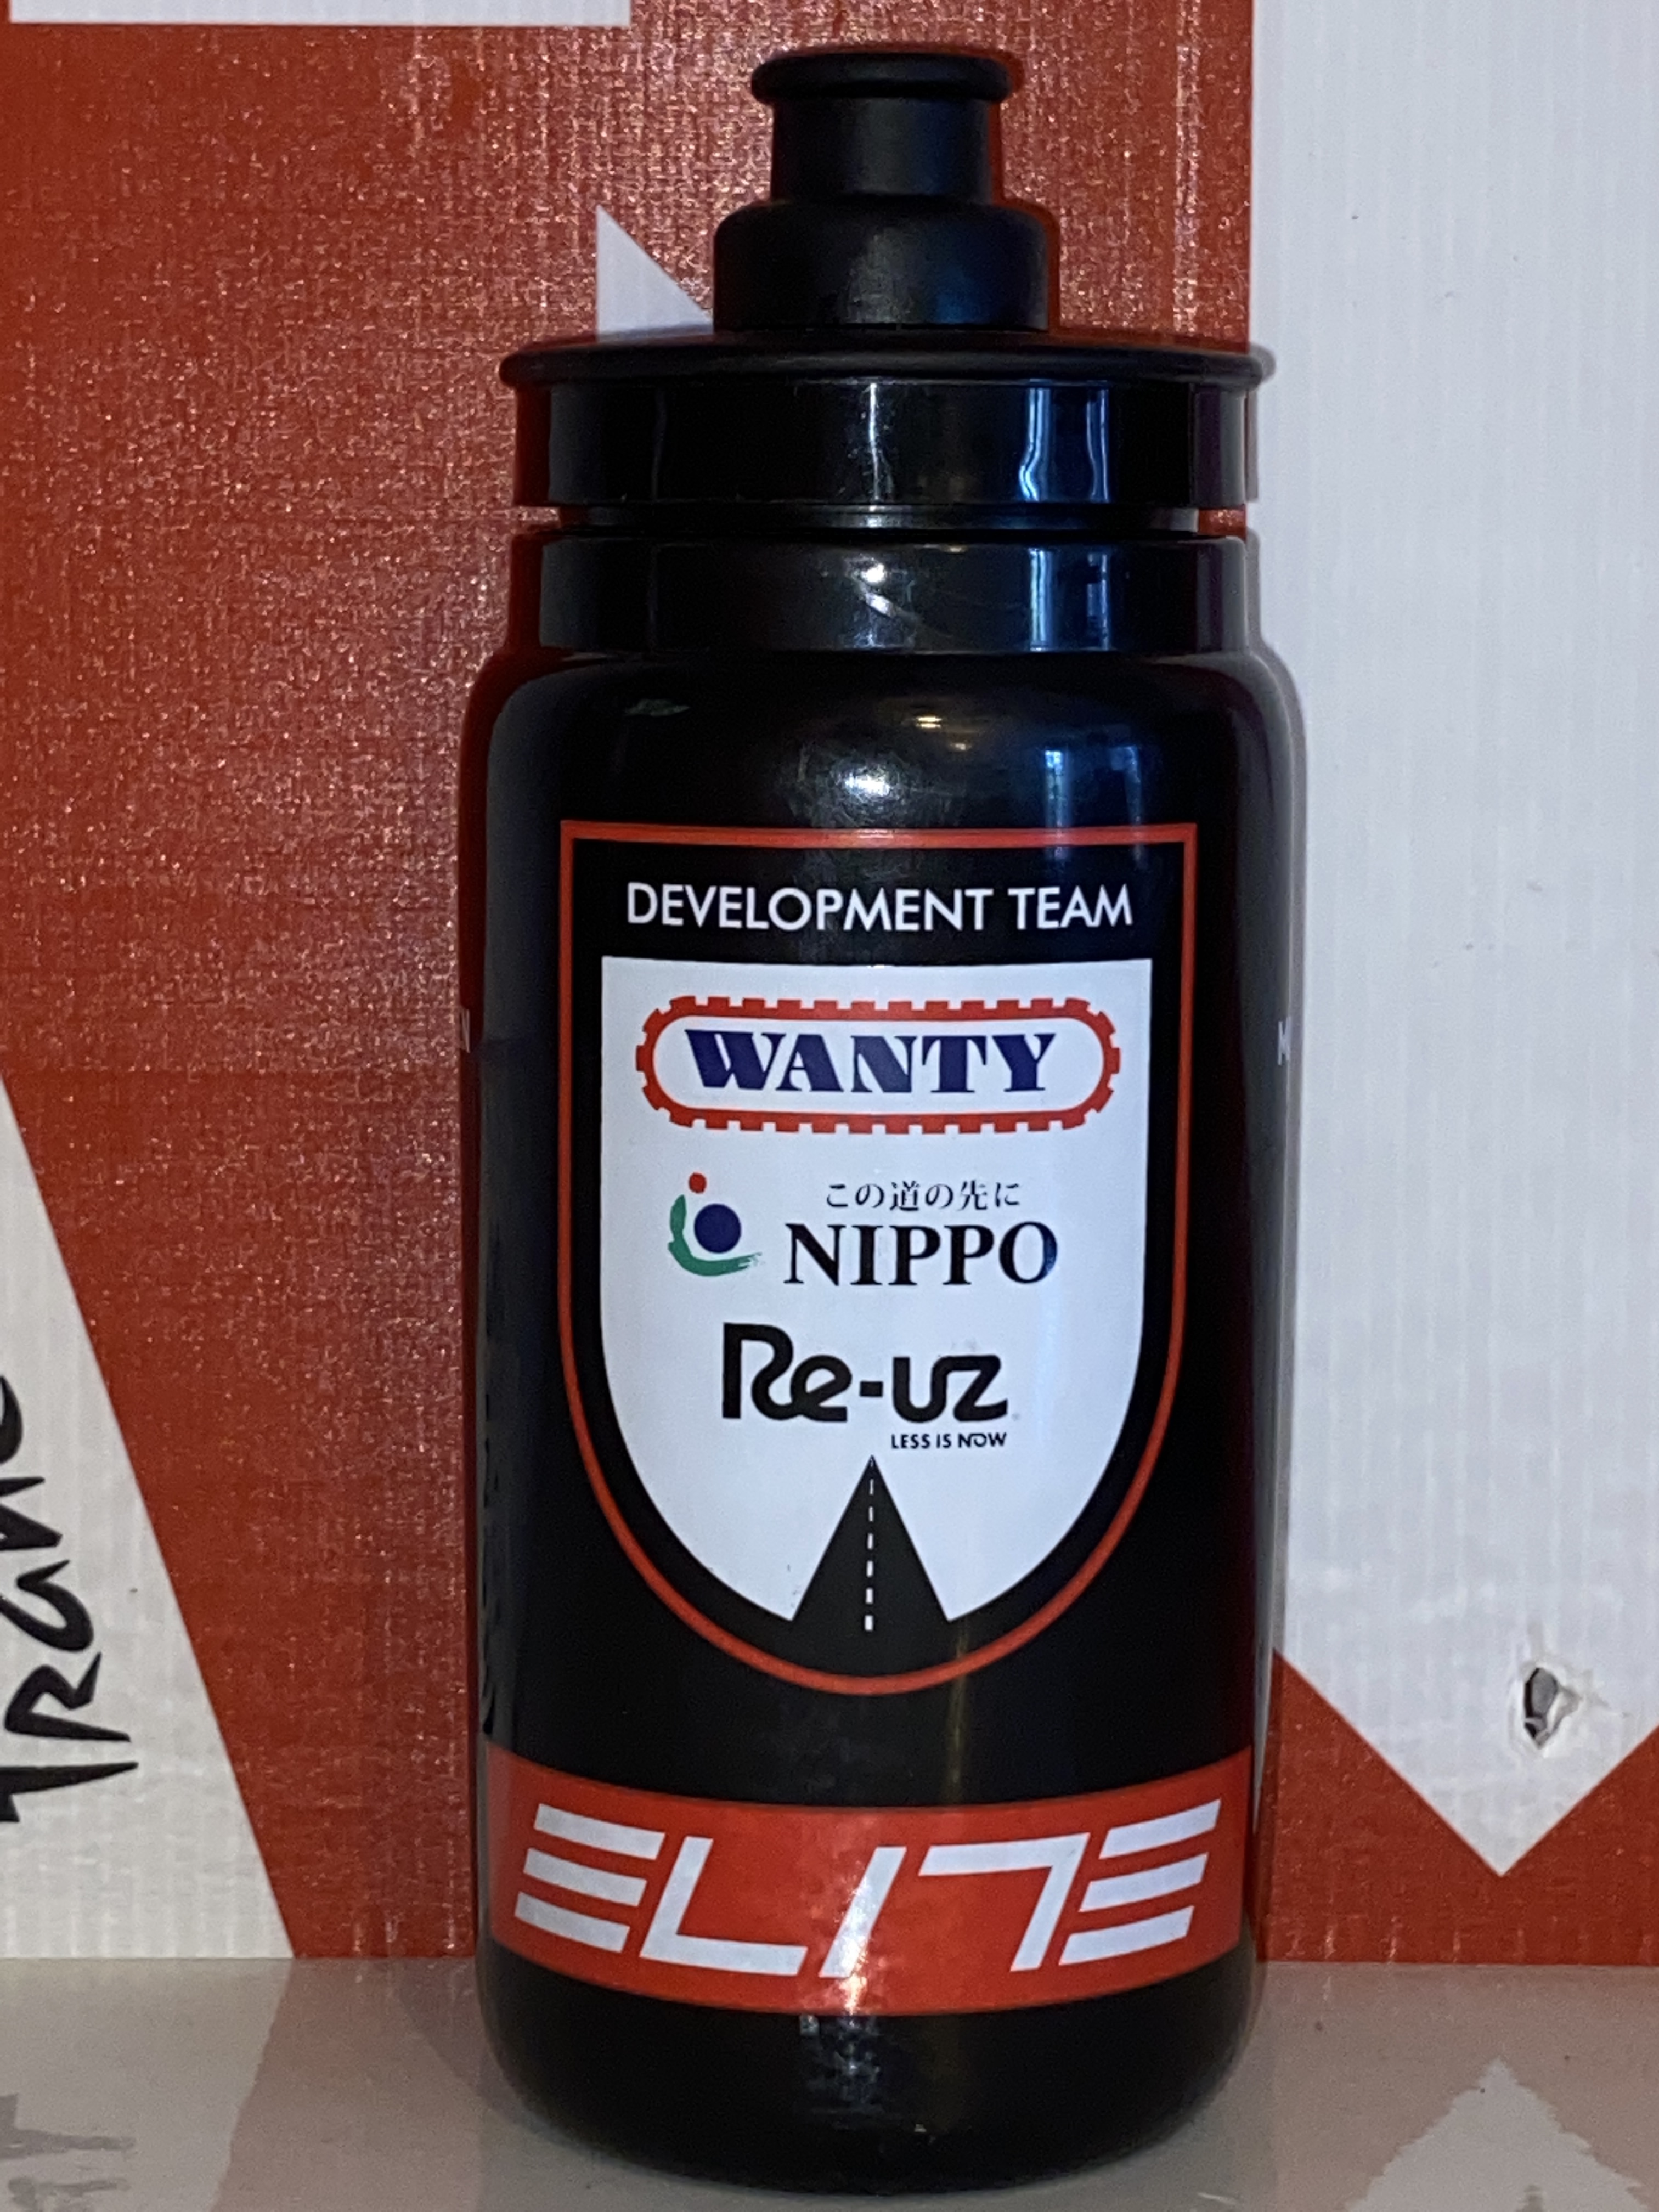 DEVELOPMENT TEAM
WANTY
この道の先に
NIPPO
Re-uz
LESS IS NOW
ELITE